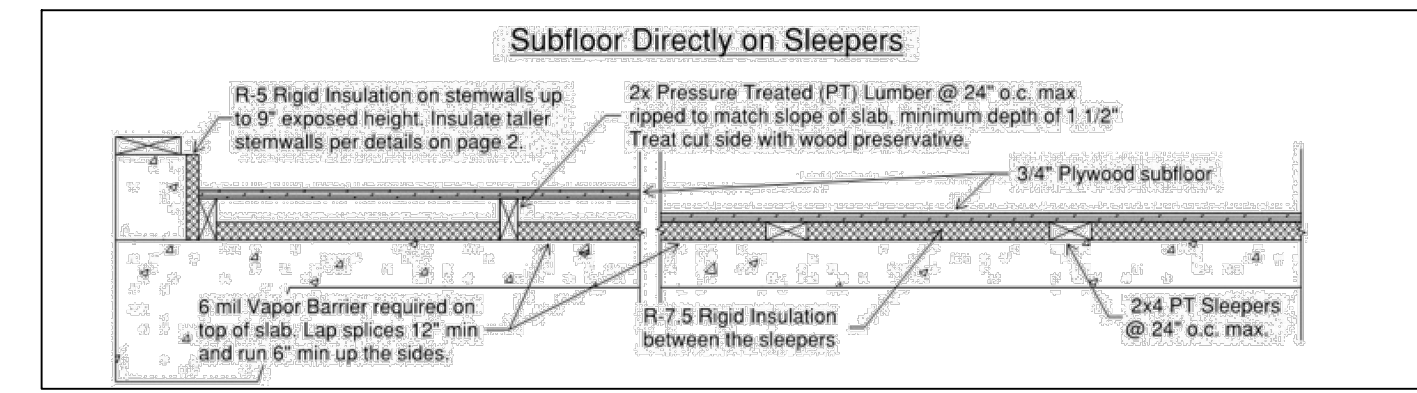 Subfloor Directly on Sleepers
R-5 Rigid Insulation on stemwalls up
to 9" exposed height. Insulate taller
stemwalls per details on page 2.
2x Pressure Treated (PT) Lumber @ 24" o.c. max
ripped to match slope of slab, minimum depth of 1 1/2"
Treat cut side with wood preservative.
3/4" Plywood subfloor
6 mil Vapor Barrier required on
top of slab. Lap splices 12" min
and run 6" min up the sides.
R-7.5 Rigid Insulation
between the sleepers
2x4 PT Sleepers
@ 24" o.c. max.